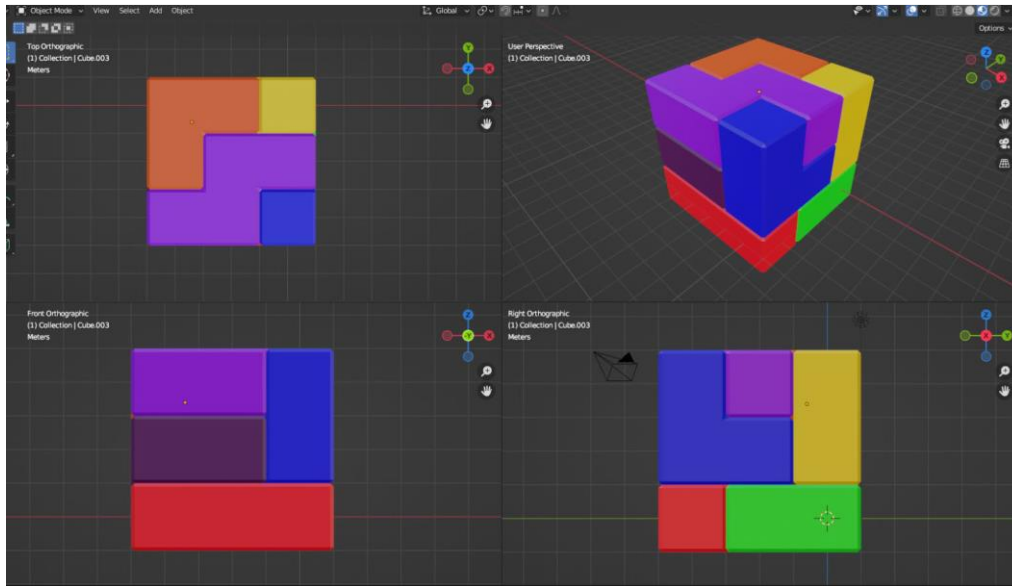 Object Mode View Select Add Object Global
Options
Top Orthographic
(1) Collection | Cube.003
Meters
Y
Z
X
User Perspective
(1) Collection | Cube.003
Z
Y
X
Front Orthographic
(1) Collection | Cube.003
Meters
Z
-Y
X
Right Orthographic
(1) Collection | Cube.003
Meters
Z
X
Y